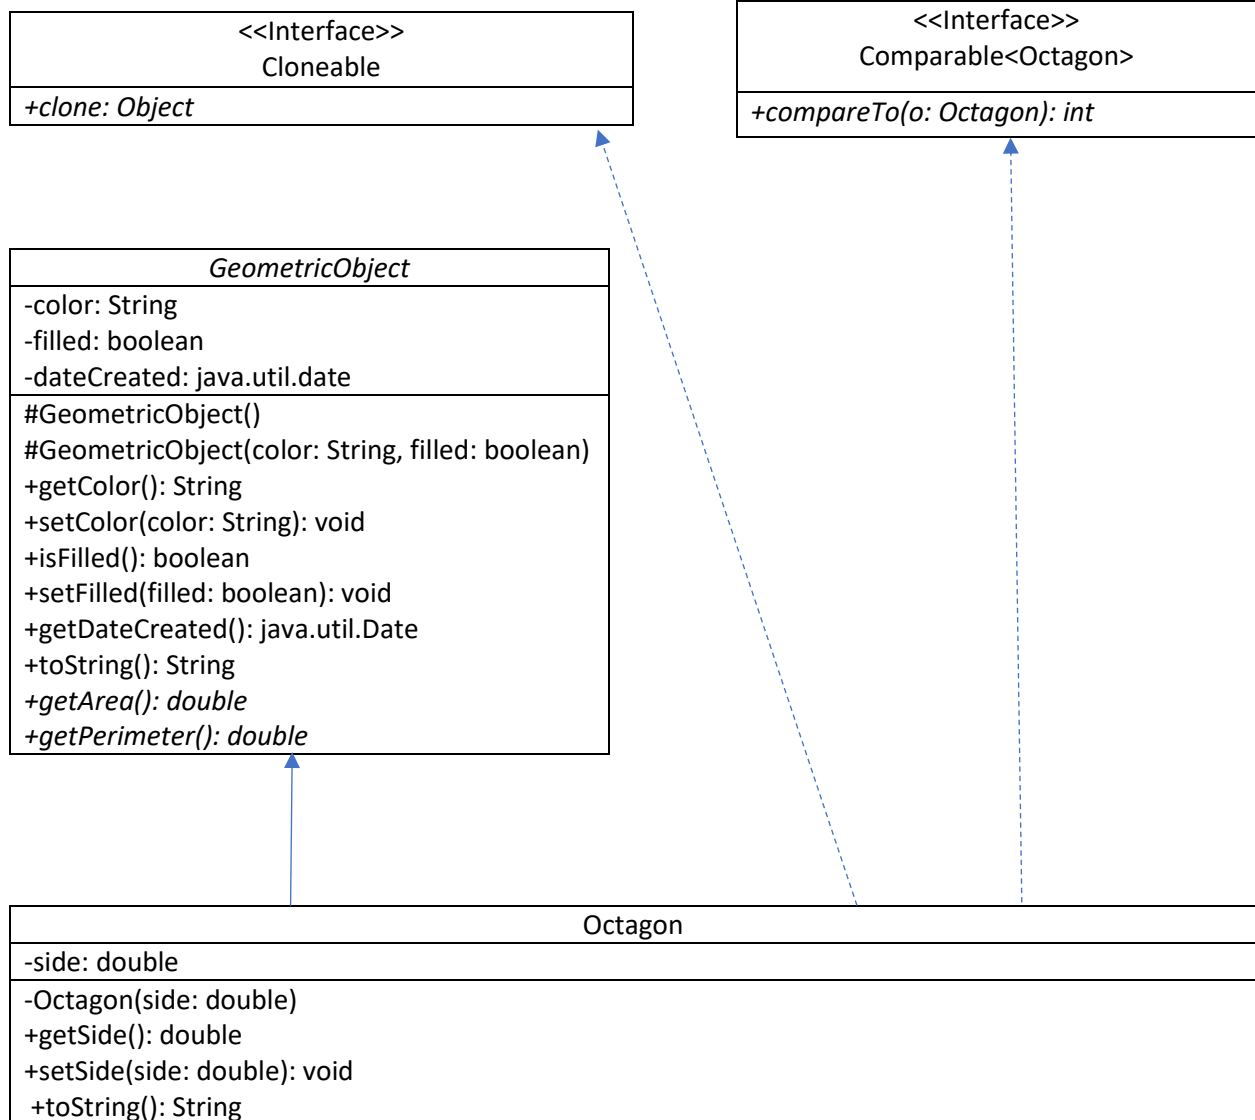 <<Interface>>
Cloneable
+clone: Object
<<Interface>>
Comparable<Octagon>
+compareTo(o: Octagon): int
GeometricObject
-color: String
-filled: boolean
-dateCreated: java.util.date
#GeometricObject()
#GeometricObject(color: String, filled: boolean)
+getColor(): String
+setColor(color: String): void
+isFilled(): boolean
+setFilled(filled: boolean): void
+getDateCreated(): java.util.Date
+toString(): String
+getArea(): double
+getPerimeter(): double
Octagon
-side: double
-Octagon(side: double)
+getSide(): double
+setSide(side: double): void
+toString(): String